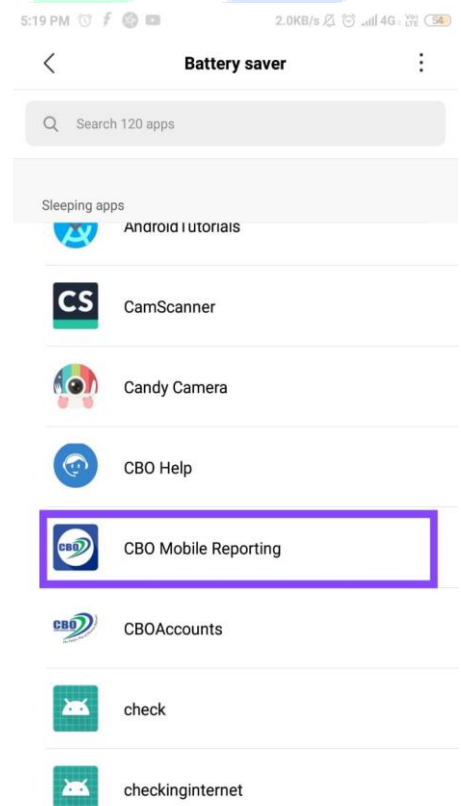 5:19 PM
2.0KB/s 4G VoLTE 54
Battery saver
Search 120 apps
Sleeping apps
AndroidTutorials
CS
CamScanner
Candy Camera
CBO Help
CBO
CBO Mobile Reporting
CBO
CBOAccounts
check
checkinginternet